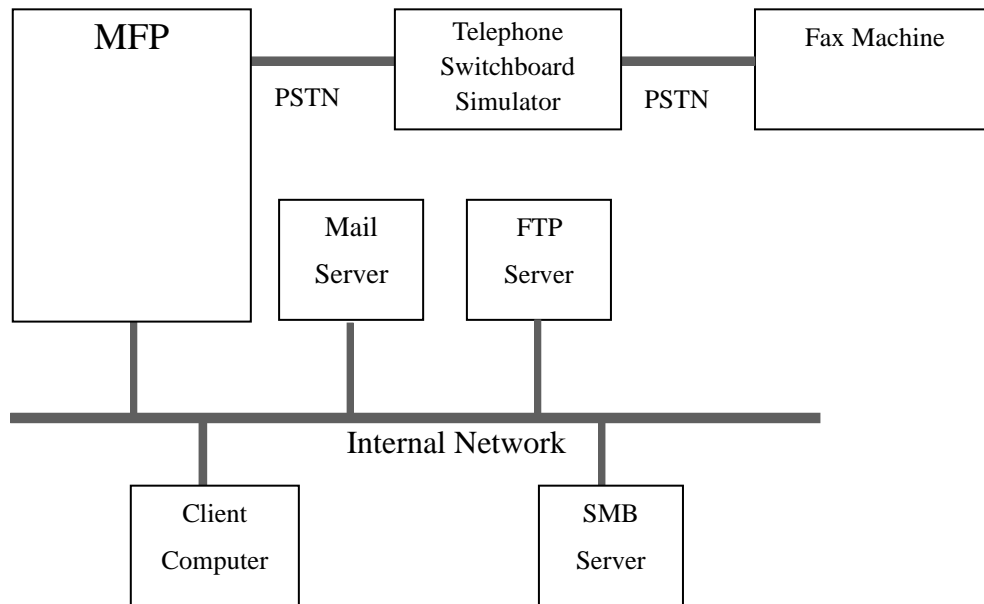 MFP
Telephone
Switchboard
Simulator
Fax Machine
PSTN
PSTN
Mail
Server
FTP
Server
Internal Network
Client
Computer
SMB
Server